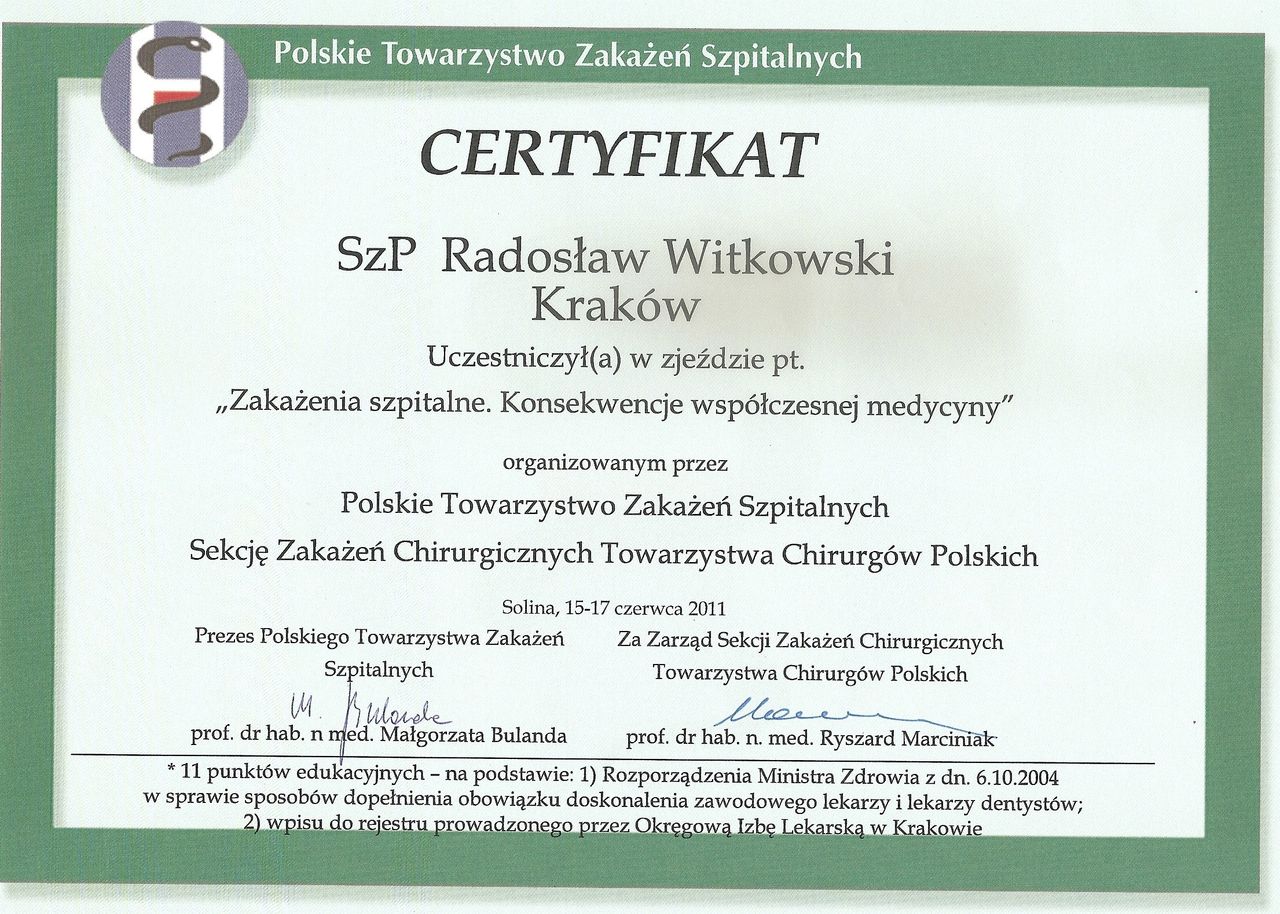 Polskie Towarzystwo Zakażeń Szpitalnych
CERTYFIKAT
SzP Radosław Witkowski
Kraków
Uczestniczył(a) w zjeździe pt.
„Zakażenia szpitalne. Konsekwencje współczesnej medycyny”
organizowanym przez
Polskie Towarzystwo Zakażeń Szpitalnych
Sekcję Zakażeń Chirurgicznych Towarzystwa Chirurgów Polskich
Solina, 15-17 czerwca 2011
Prezes Polskiego Towarzystwa Zakażeń
Szpitalnych
M. Bulanda
prof. dr hab. n med. Małgorzata Bulanda
Za Zarząd Sekcji Zakażeń Chirurgicznych
Towarzystwa Chirurgów Polskich
prof. dr hab. n. med. Ryszard Marciniak
* 11 punktów edukacyjnych – na podstawie: 1) Rozporządzenia Ministra Zdrowia z dn. 6.10.2004
w sprawie sposobów dopełnienia obowiązku doskonalenia zawodowego lekarzy i lekarzy dentystów;
2) wpisu do rejestru prowadzonego przez Okręgową Izbę Lekarską w Krakowie